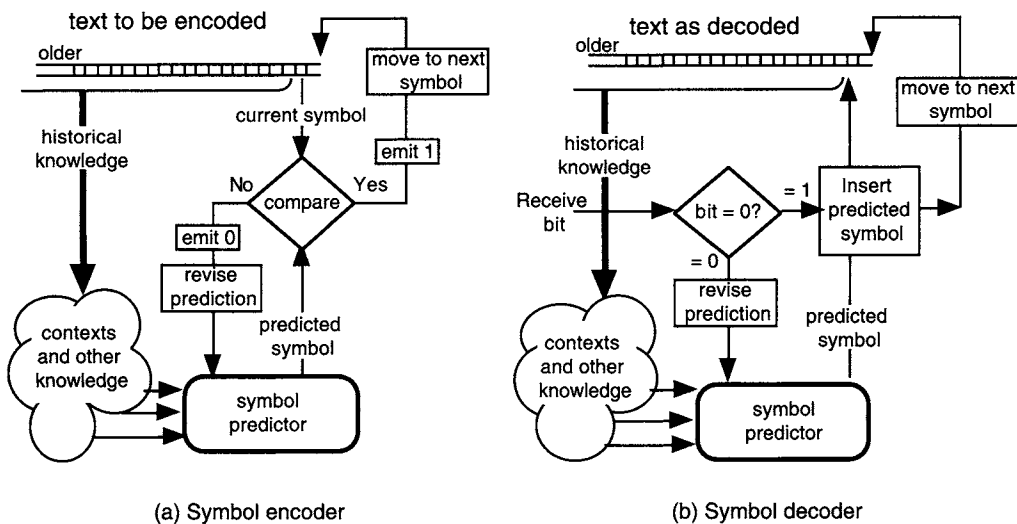 text to be encoded
older
move to next
symbol
current symbol
historical
knowledge
emit 1
No
Yes
compare
emit 0
revise
prediction
predicted
symbol
contexts
and other
knowledge
symbol
predictor
(a) Symbol encoder
text as decoded
older
move to next
symbol
historical
knowledge
Receive
bit
bit = 0?
= 1
Insert
predicted
symbol
= 0
revise
prediction
predicted
symbol
contexts
and other
knowledge
symbol
predictor
(b) Symbol decoder